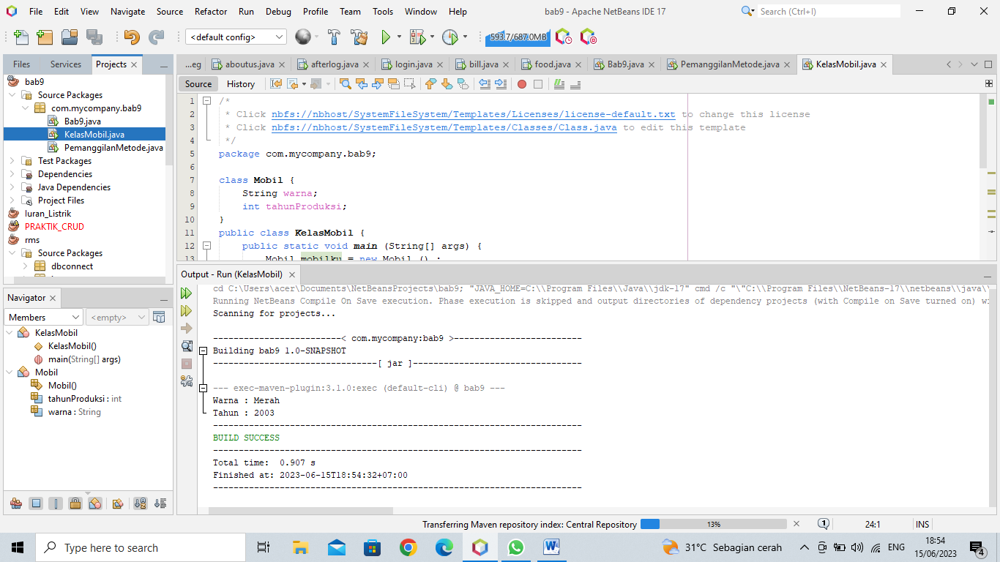 File Edit View Navigate Source Refactor Run Debug Profile Team Tools Window Help
bab9 - Apache NetBeans IDE 17
Search (Ctrl+I)
<default config>
593.7/687.0MB
Files Services Projects
bab9
Source Packages
com.mycompany.bab9
Bab9.java
KelasMobil.java
PemanggilanMetode.java
Test Packages
Dependencies
Java Dependencies
Project Files
Iuran_Listrik
PRAKTIK_CRUD
rms
Source Packages
dbconnect
Navigator
Members <empty>
KelasMobil
KelasMobil()
main(String[] args)
Mobil
Mobil()
tahunProduksi : int
warna : String
...eg aboutus.java afterlog.java login.java bill.java food.java Bab9.java PemanggilanMetode.java KelasMobil.java
Source History
1 /*
2 * Click nbfs://nbhost/SystemFileSystem/Templates/Licenses/license-default.txt to change this license
3 * Click nbfs://nbhost/SystemFileSystem/Templates/Classes/Class.java to edit this template
4 */
5 package com.mycompany.bab9;
6
7 class Mobil {
8 String warna;
9 int tahunProduksi;
10 }
11 public class KelasMobil {
12 public static void main (String[] args) {
13 Mobil mobilku = new Mobil () ;
Output - Run (KelasMobil)
cd C:\Users\acer\Documents\NetBeansProjects\bab9; "JAVA_HOME=C:\\Program Files\\Java\\jdk-17" cmd /c "\"C:\\Program Files\\NetBeans-17\\netbeans\\java\\
Running NetBeans Compile On Save execution. Phase execution is skipped and output directories of dependency projects (with Compile on Save turned on) wi
Scanning for projects...
-------------------------< com.mycompany:bab9 >-------------------------
Building bab9 1.0-SNAPSHOT
--------------------------------[ jar ]---------------------------------
--- exec-maven-plugin:3.1.0:exec (default-cli) @ bab9 ---
Warna : Merah
Tahun : 2003
------------------------------------------------------------------------
BUILD SUCCESS
------------------------------------------------------------------------
Total time:  0.907 s
Finished at: 2023-06-15T18:54:32+07:00
------------------------------------------------------------------------
Transferring Maven repository index: Central Repository 13% 1 24:1 INS
Type here to search
31°C Sebagian cerah
ENG
18:54
15/06/2023
4